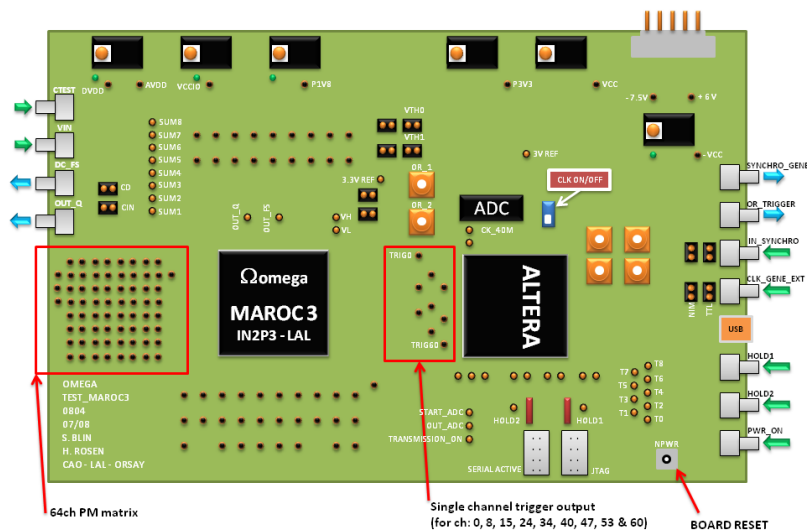 CTEST
DVDD
AVDD
VCCIO
P1V8
P3V3
VCC
-7.5V
+6V
VIN
DC_FS
OUT_Q
SUM8
SUM7
SUM6
SUM5
SUM4
SUM3
SUM2
SUM1
CD
CIN
VTH0
VTH1
OR_1
OR_2
3.3V REF
3V REF
CLK ON/OFF
-VCC
SYNCHRO_GENE
OR_TRIGGER
IN_SYNCHRO
CLK_GENE_EXT
OUT_Q
OUT_FS
VH
VL
ADC
CK_40M
Ωomega
MAROC 3
IN2P3 - LAL
TRIG0
TRIG60
ALTERA
NIM
TTL
USB
HOLD1
HOLD2
PWR_ON
T8
T7
T6
T5
T4
T3
T2
T1
T0
OMEGA
TEST_MAROC3
0804
07/08
S. BLIN
H. ROSEN
CAO - LAL - ORSAY
START_ADC
OUT_ADC
TRANSMISSION_ON
HOLD2
HOLD1
SERIAL ACTIVE
JTAG
NPWR
64ch PM matrix
Single channel trigger output
(for ch: 0, 8, 15, 24, 34, 40, 47, 53 & 60)
BOARD RESET